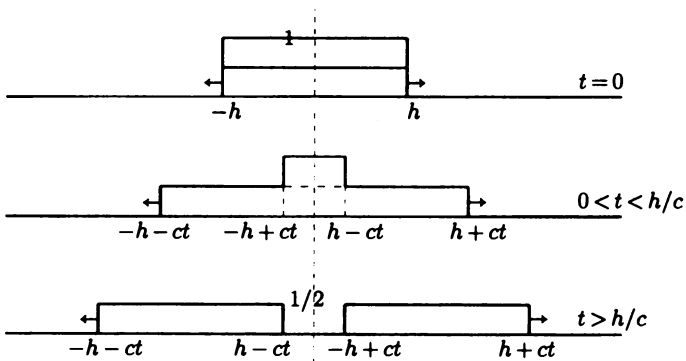 1
t = 0
−h h
0 < t < h/c
−h − ct −h + ct h − ct h + ct
1/2
t > h/c
−h − ct h − ct −h + ct h + ct